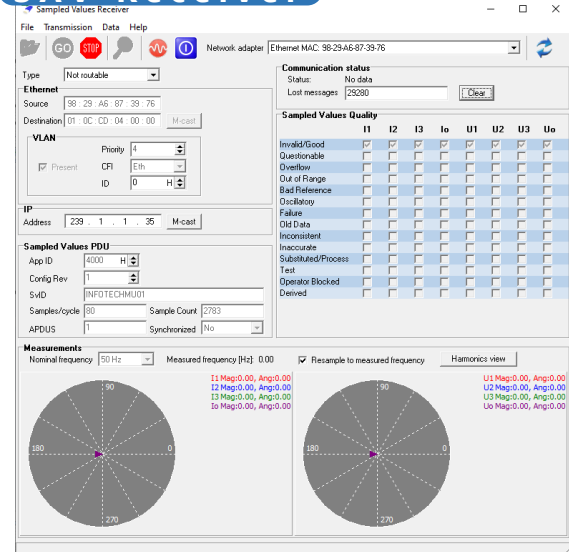 SAV Receiver
Sampled Values Receiver
File Transmission Data Help
GO STOP Network adapter Ethernet MAC: 98-29-A6-87-39-76
Type Not routable
Communication status
Status: No data
Lost messages 29280 Clear
Ethernet
Source 98 : 29 : A6 : 87 : 39 : 76
Destination 01 : 0C : CD : 04 : 00 : 00 M-cast
VLAN
Priority 4
Present CFI Eth
ID 0 H
IP
Address 239 . 1 . 1 . 35 M-cast
Sampled Values PDU
App ID 4000 H
Config Rev 1
SvID INFOTECHMU01
Samples/cycle 80 Sample Count 2783
APDUS 1 Synchronized No
Sampled Values Quality
I1 I2 I3 Io U1 U2 U3 Uo
Invalid/Good
Questionable
Overflow
Out of Range
Bad Reference
Oscillatory
Failure
Old Data
Inconsistent
Inaccurate
Substituted/Process
Test
Operator Blocked
Derived
Measurements
Nominal frequency 50 Hz Measured frequency [Hz]: 0.00 Resample to measured frequency Harmonics view
I1 Mag:0.00, Ang:0.00
I2 Mag:0.00, Ang:0.00
I3 Mag:0.00, Ang:0.00
Io Mag:0.00, Ang:0.00
90
180 0
270
U1 Mag:0.00, Ang:0.00
U2 Mag:0.00, Ang:0.00
U3 Mag:0.00, Ang:0.00
Uo Mag:0.00, Ang:0.00
90
180 0
270